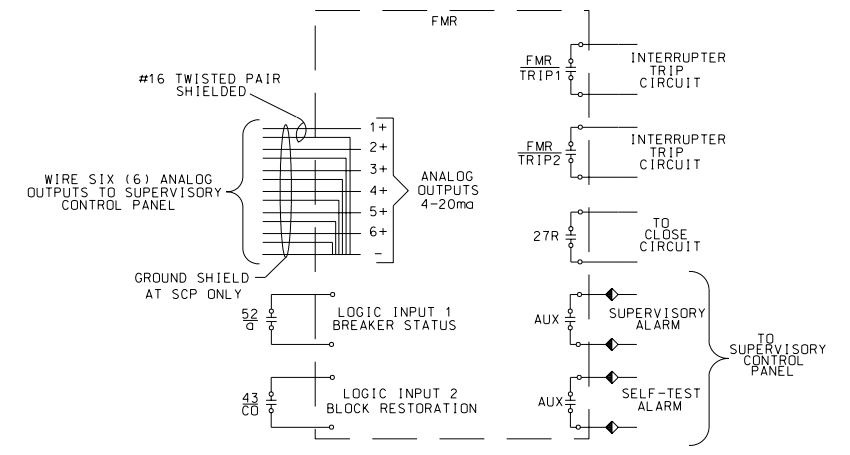 FMR
#16 TWISTED PAIR
SHIELDED
1+
2+
3+
4+
5+
6+
-
ANALOG
OUTPUTS
4-20ma
WIRE SIX (6) ANALOG
OUTPUTS TO SUPERVISORY
CONTROL PANEL
GROUND SHIELD
AT SCP ONLY
52
a
LOGIC INPUT 1
BREAKER STATUS
43
CO
LOGIC INPUT 2
BLOCK RESTORATION
FMR
TRIP1
INTERRUPTER
TRIP
CIRCUIT
FMR
TRIP2
INTERRUPTER
TRIP
CIRCUIT
27R
TO
CLOSE
CIRCUIT
AUX
SUPERVISORY
ALARM
AUX
SELF-TEST
ALARM
TO
SUPERVISORY
CONTROL
PANEL